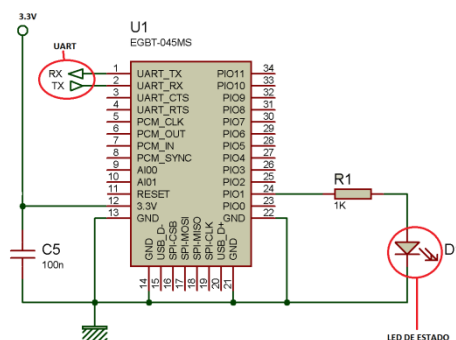 3.3V
U1
EGBT-045MS
UART
RX
TX
1 UART_TX PIO11 34
2 UART_RX PIO10 33
3 UART_CTS PIO9 32
4 UART_RTS PIO8 31
5 PCM_CLK PIO7 30
6 PCM_OUT PIO6 29
7 PCM_IN PIO5 28
8 PCM_SYNC PIO4 27
9 AI00 PIO3 26
10 AI01 PIO2 25
11 RESET PIO1 24
12 3.3V PIO0 23
13 GND GND 22
GND
USB_D-
SPI-CSB
SPI-MOSI
SPI-MISO
SPI-CLK
USB_D+
GND
14 15 16 17 18 19 20 21
R1
1K
C5
100n
D
LED DE ESTADO